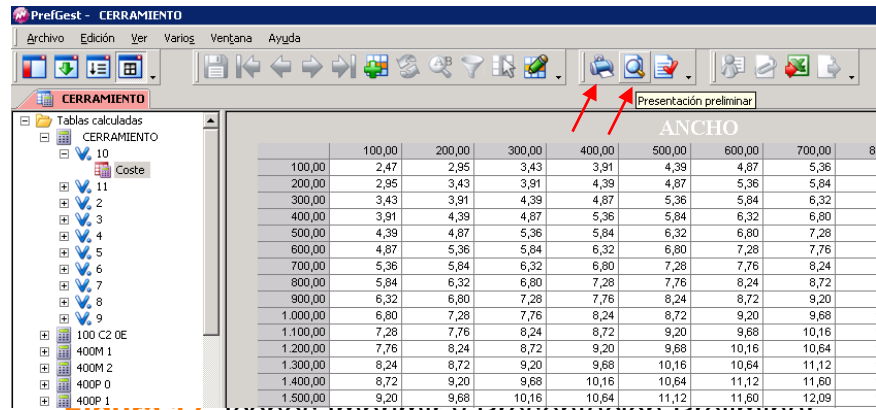 PrefGest - CERRAMIENTO
Archivo Edición Ver Varios Ventana Ayuda
CERRAMIENTO
Presentación preliminar
Tablas calculadas
CERRAMIENTO
10
Coste
11
2
3
4
5
6
7
8
9
100 C2 0E
400M 1
400M 2
400P 0
400P 1
ANCHO
100,00 200,00 300,00 400,00 500,00 600,00 700,00 8
100,00 2,47 2,95 3,43 3,91 4,39 4,87 5,36
200,00 2,95 3,43 3,91 4,39 4,87 5,36 5,84
300,00 3,43 3,91 4,39 4,87 5,36 5,84 6,32
400,00 3,91 4,39 4,87 5,36 5,84 6,32 6,80
500,00 4,39 4,87 5,36 5,84 6,32 6,80 7,28
600,00 4,87 5,36 5,84 6,32 6,80 7,28 7,76
700,00 5,36 5,84 6,32 6,80 7,28 7,76 8,24
800,00 5,84 6,32 6,80 7,28 7,76 8,24 8,72
900,00 6,32 6,80 7,28 7,76 8,24 8,72 9,20
1.000,00 6,80 7,28 7,76 8,24 8,72 9,20 9,68
1.100,00 7,28 7,76 8,24 8,72 9,20 9,68 10,16
1.200,00 7,76 8,24 8,72 9,20 9,68 10,16 10,64
1.300,00 8,24 8,72 9,20 9,68 10,16 10,64 11,12
1.400,00 8,72 9,20 9,68 10,16 10,64 11,12 11,60
1.500,00 9,20 9,68 10,16 10,64 11,12 11,60 12,09